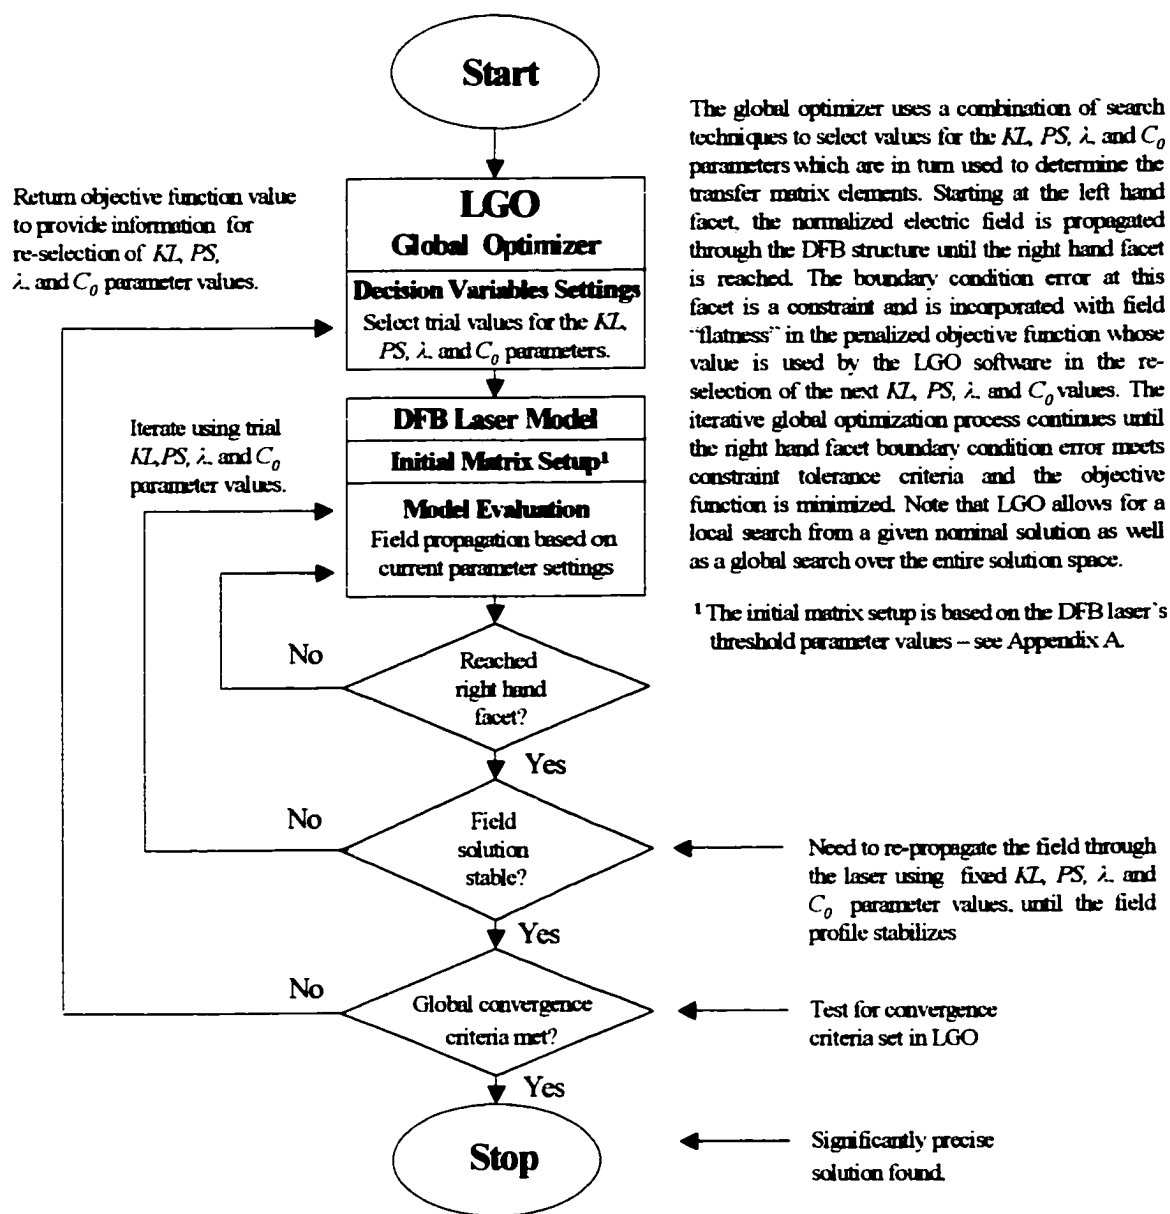 Start
The global optimizer uses a combination of search
techniques to select values for the KL, PS, λ, and C₀
parameters which are in turn used to determine the
transfer matrix elements. Starting at the left hand
facet, the normalized electric field is propagated
through the DFB structure until the right hand facet
is reached. The boundary condition error at this
facet is a constraint and is incorporated with field
"flatness" in the penalized objective function whose
value is used by the LGO software in the re-
selection of the next KL, PS, λ, and C₀ values. The
iterative global optimization process continues until
the right hand facet boundary condition error meets
constraint tolerance criteria and the objective
function is minimized. Note that LGO allows for a
local search from a given nominal solution as well
as a global search over the entire solution space.
¹ The initial matrix setup is based on the DFB laser's
threshold parameter values – see Appendix A.
Return objective function value
to provide information for
re-selection of KL, PS,
λ, and C₀ parameter values.
LGO
Global Optimizer
Decision Variables Settings
Select trial values for the KL,
PS, λ, and C₀ parameters.
Iterate using trial
KL,PS, λ, and C₀
parameter values.
DFB Laser Model
Initial Matrix Setup¹
Model Evaluation
Field propagation based on
current parameter settings
No
Reached
right hand
facet?
Yes
No
Field
solution
stable?
Need to re-propagate the field through
the laser using fixed KL, PS, λ, and
C₀ parameter values, until the field
profile stabilizes
Yes
No
Global convergence
criteria met?
Test for convergence
criteria set in LGO
Yes
Stop
Significantly precise
solution found.